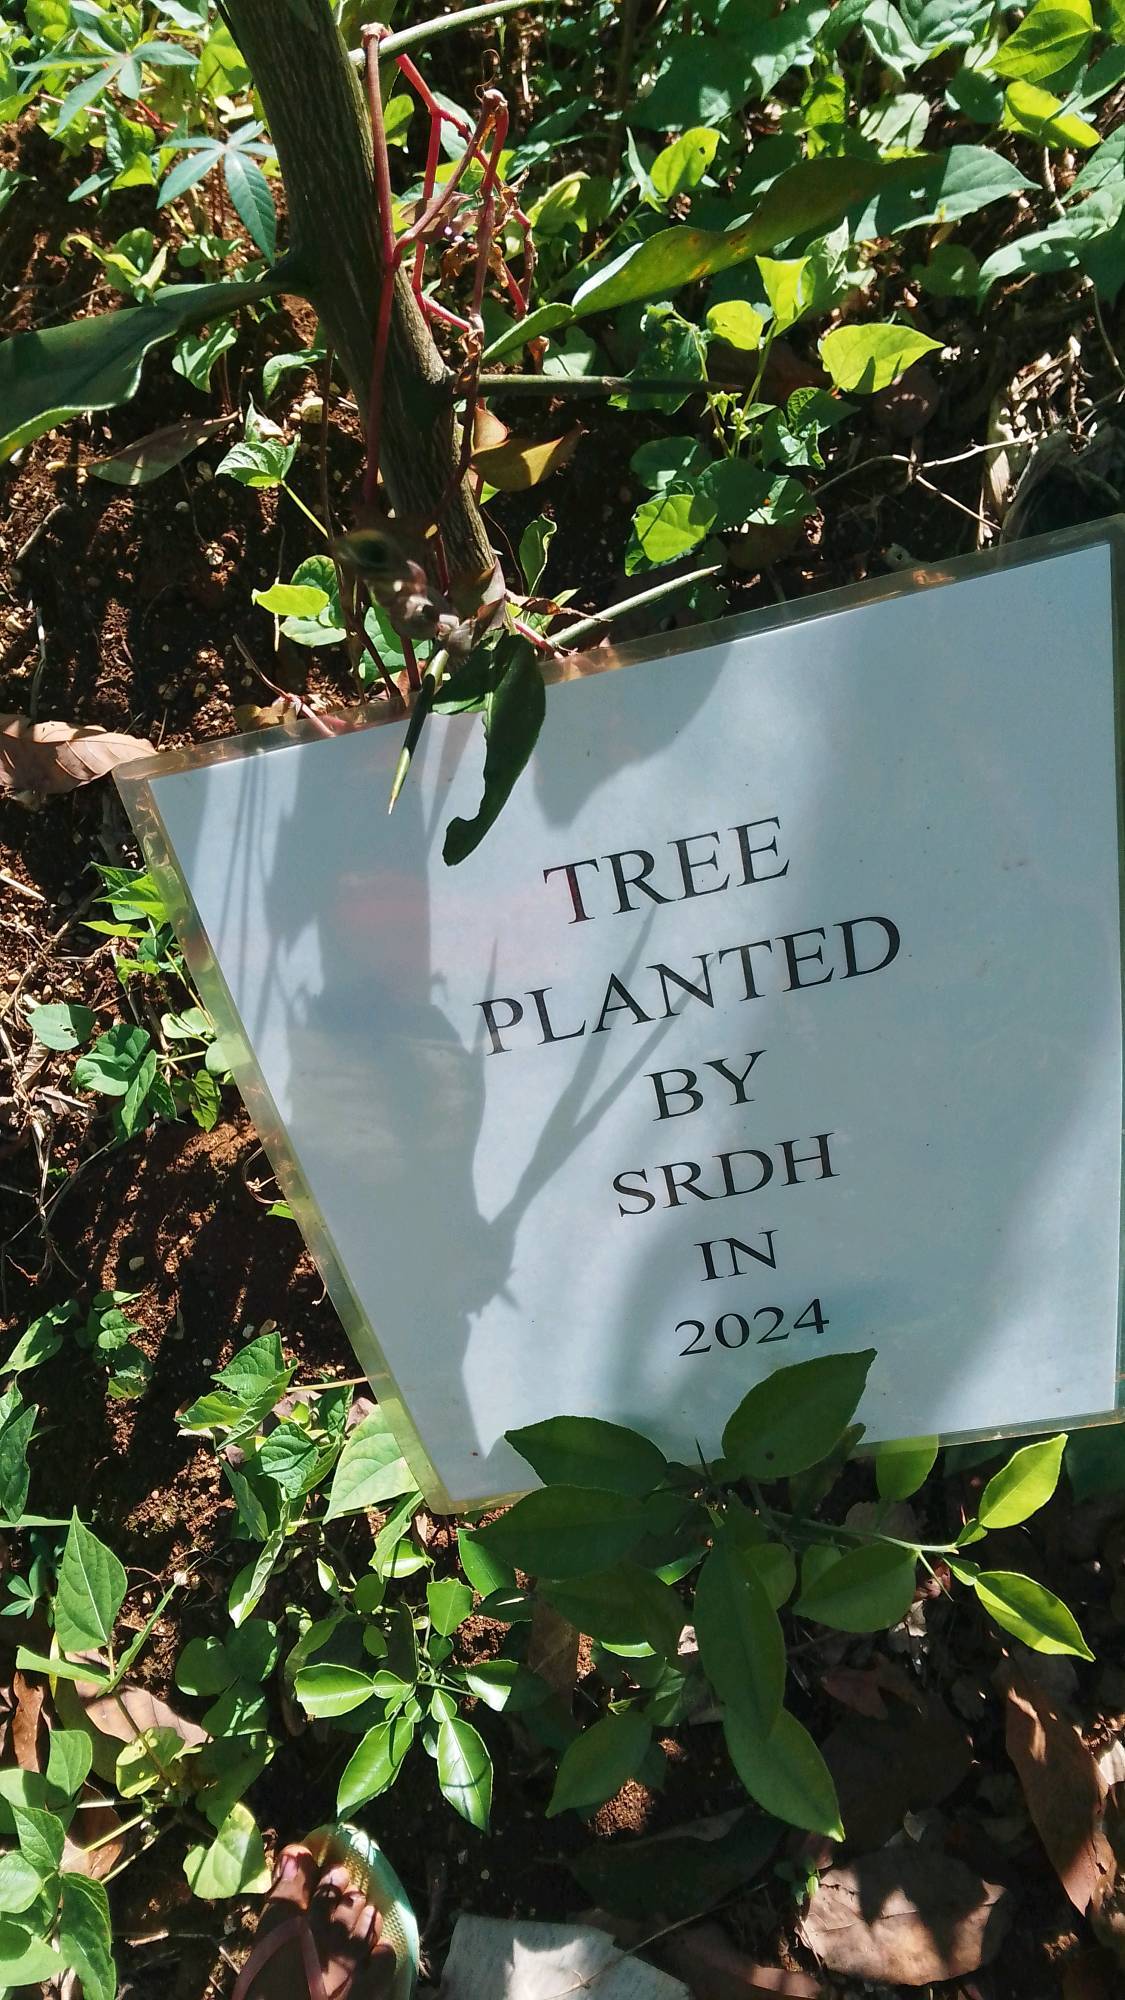 TREE
PLANTED
BY
SRDH
IN
2024